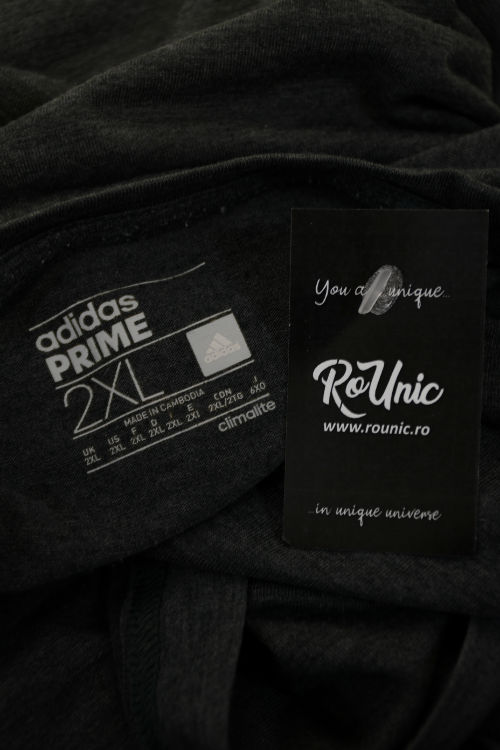 adidas
PRIME
2XL
adidas
MADE IN CAMBODIA
UK US F D I E CDN J
2XL 2XL 2XL 2XL 2XL 2XL 2XL/2TG 6XO
climalite
You a unique...
RoUnic
www.rounic.ro
...in unique universe